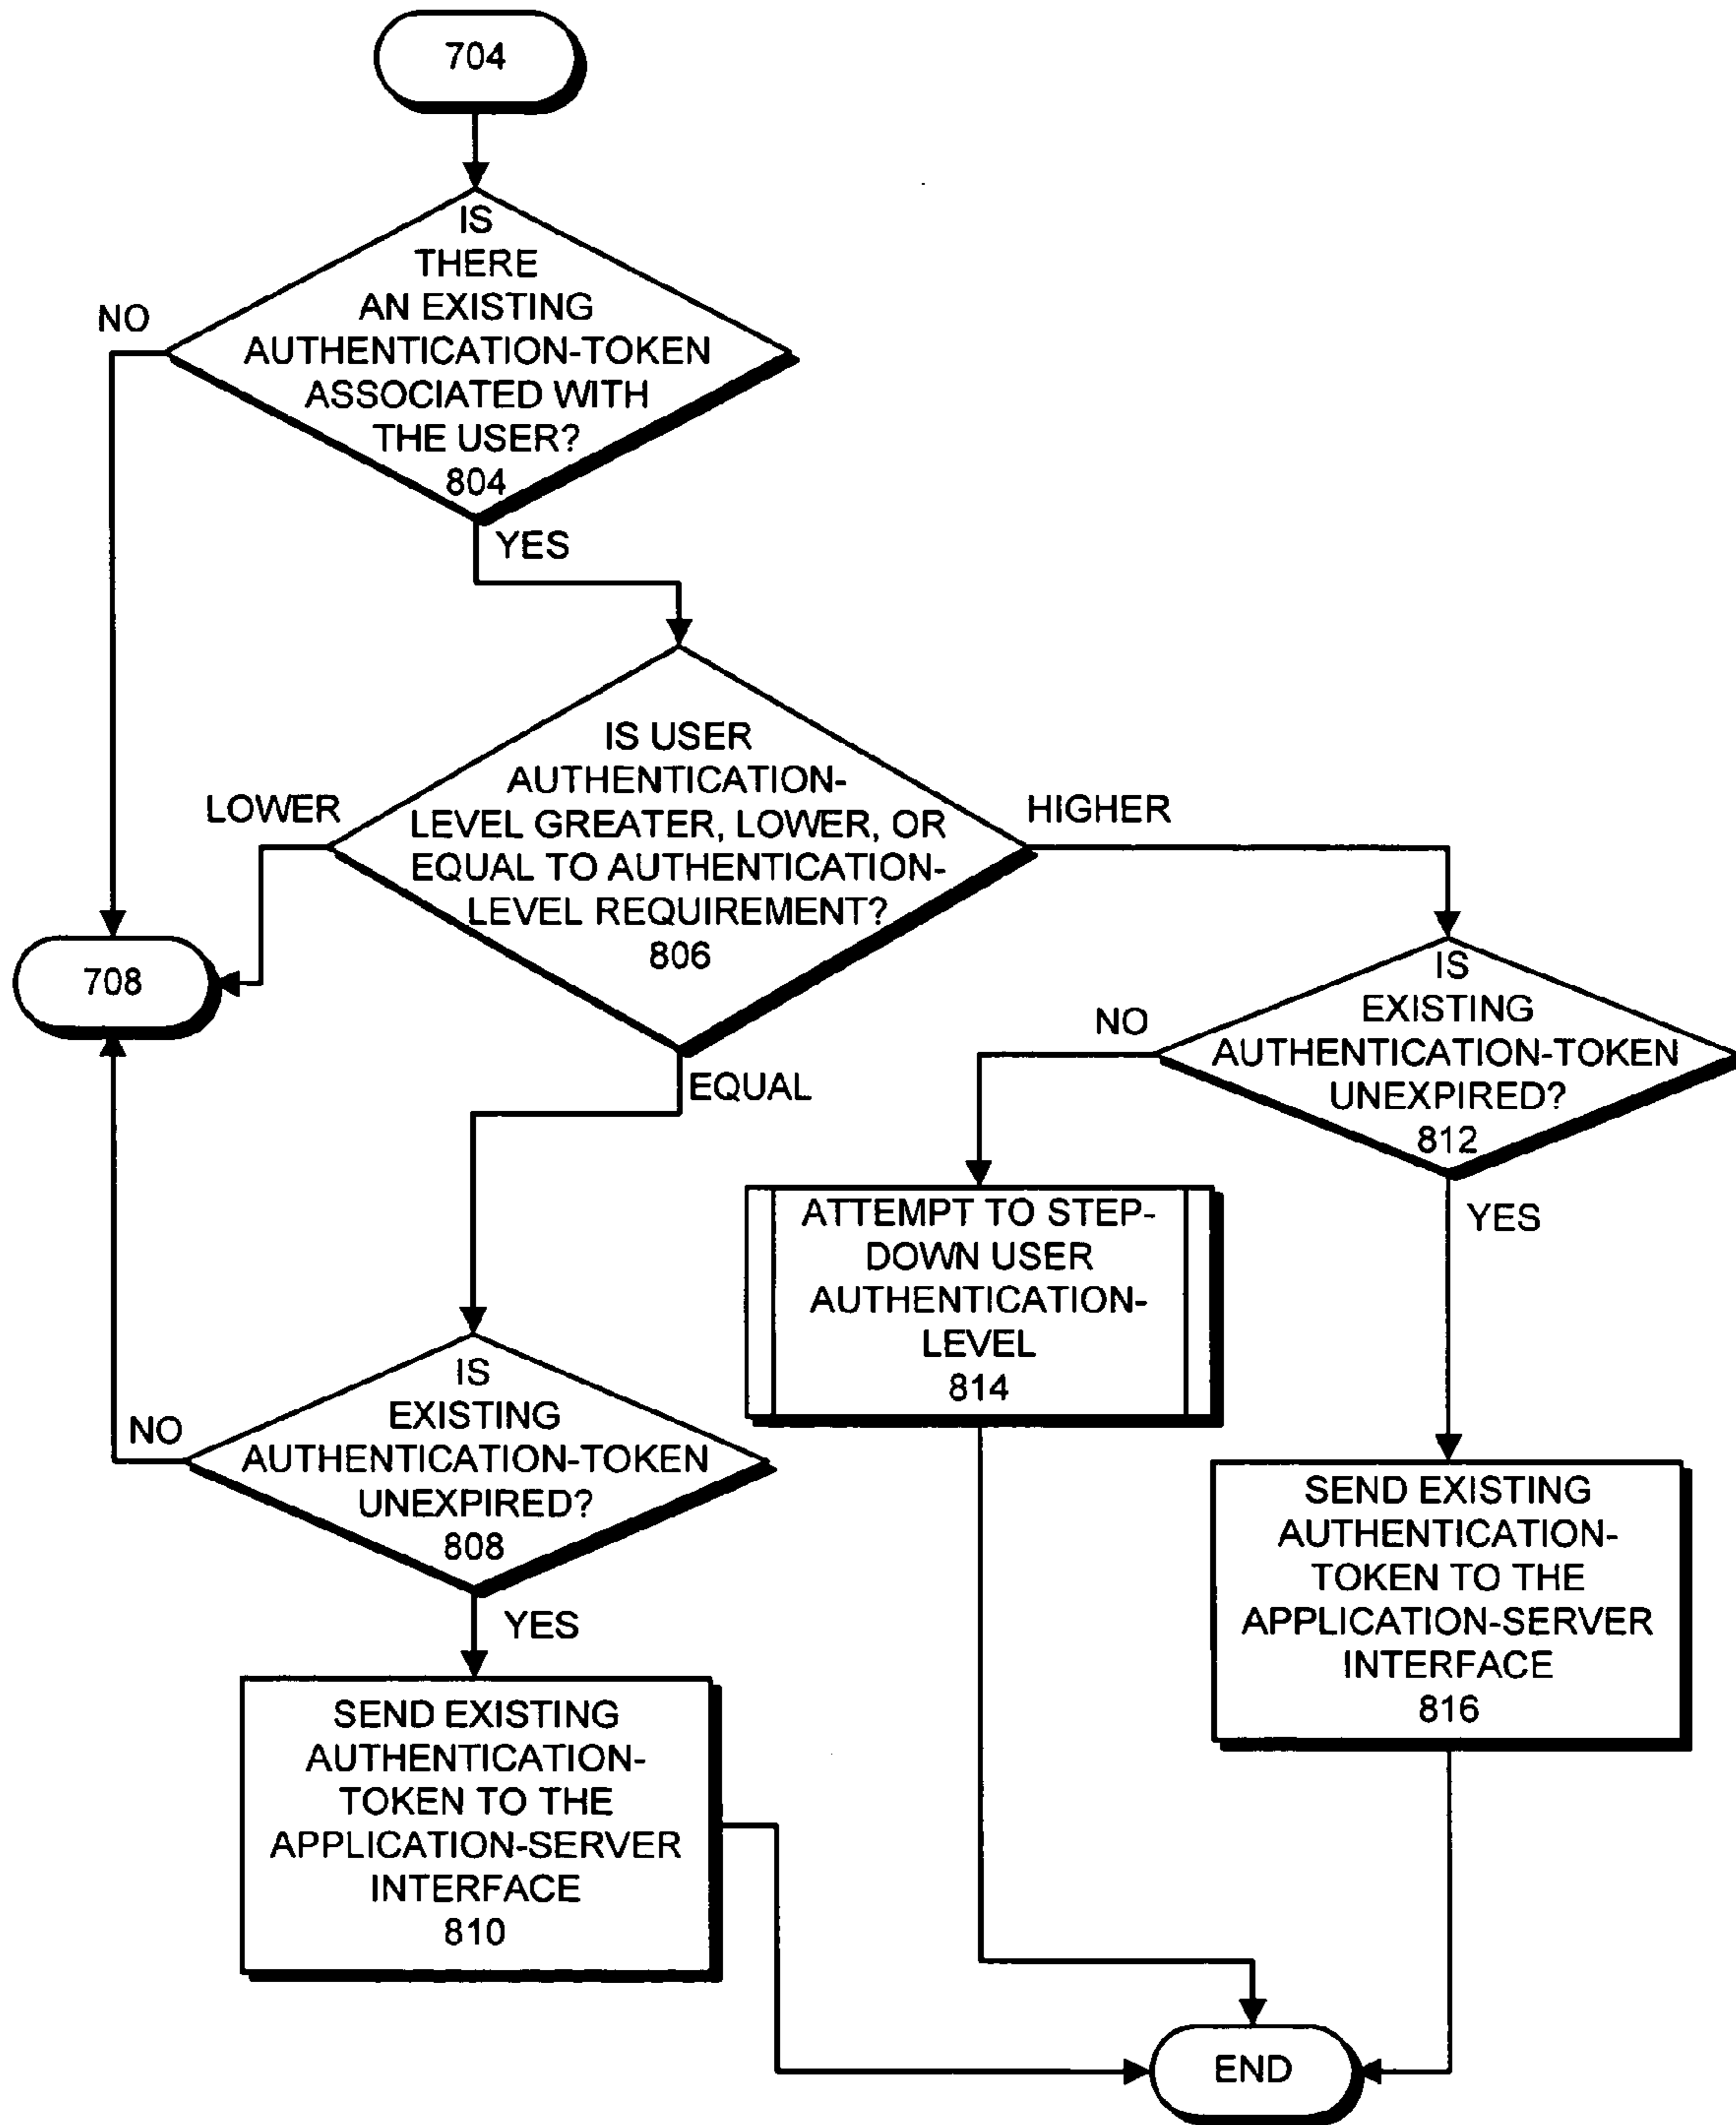 704
IS
THERE
AN EXISTING
AUTHENTICATION-TOKEN
ASSOCIATED WITH
THE USER?
804
NO
YES
IS USER
AUTHENTICATION-
LEVEL GREATER, LOWER, OR
EQUAL TO AUTHENTICATION-
LEVEL REQUIREMENT?
806
LOWER
HIGHER
EQUAL
708
IS
EXISTING
AUTHENTICATION-TOKEN
UNEXPIRED?
812
NO
YES
ATTEMPT TO STEP-
DOWN USER
AUTHENTICATION-
LEVEL
814
IS
EXISTING
AUTHENTICATION-TOKEN
UNEXPIRED?
808
NO
YES
SEND EXISTING
AUTHENTICATION-
TOKEN TO THE
APPLICATION-SERVER
INTERFACE
816
SEND EXISTING
AUTHENTICATION-
TOKEN TO THE
APPLICATION-SERVER
INTERFACE
810
END